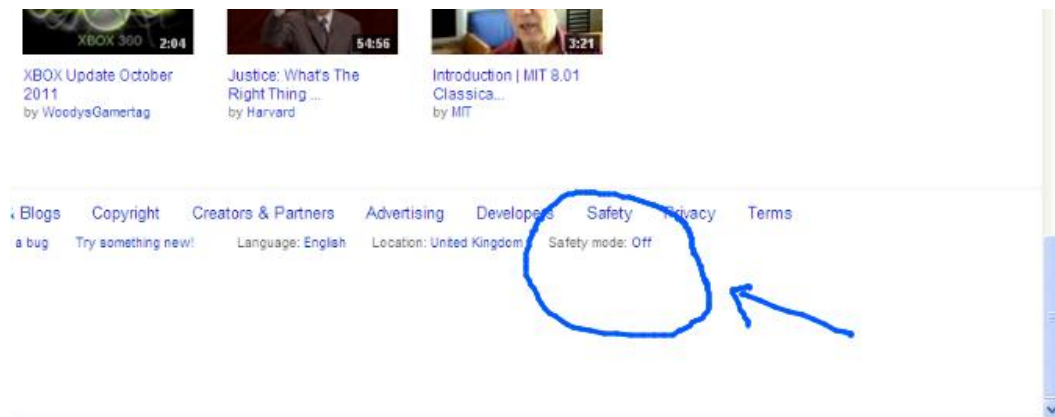 XBOX 360 2:04
54:56
3:21
XBOX Update October
2011
by WoodysGamertag
Justice: What's The
Right Thing ...
by Harvard
Introduction | MIT 8.01
Classica...
by MIT
& Blogs Copyright Creators & Partners Advertising Developers Safety Privacy Terms
a bug Try something new! Language: English Location: United Kingdom Safety mode: Off